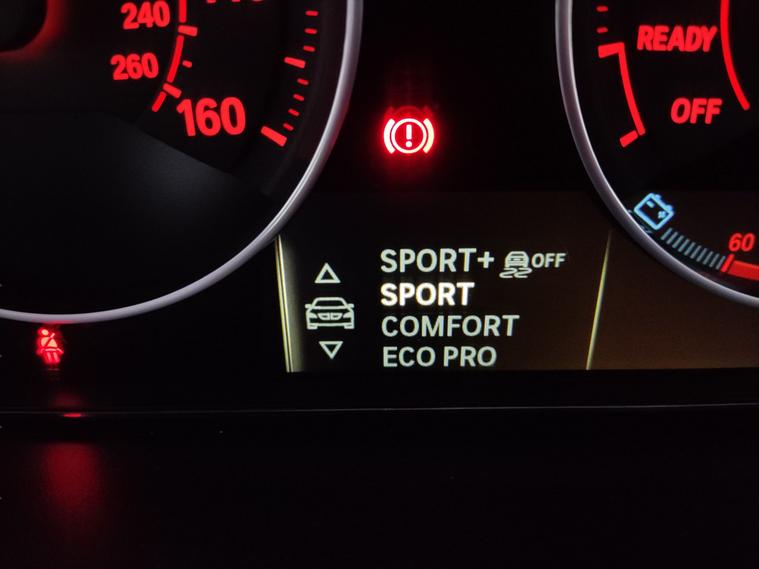 240
260
160
READY
OFF
60
SPORT+ OFF
SPORT
COMFORT
ECO PRO